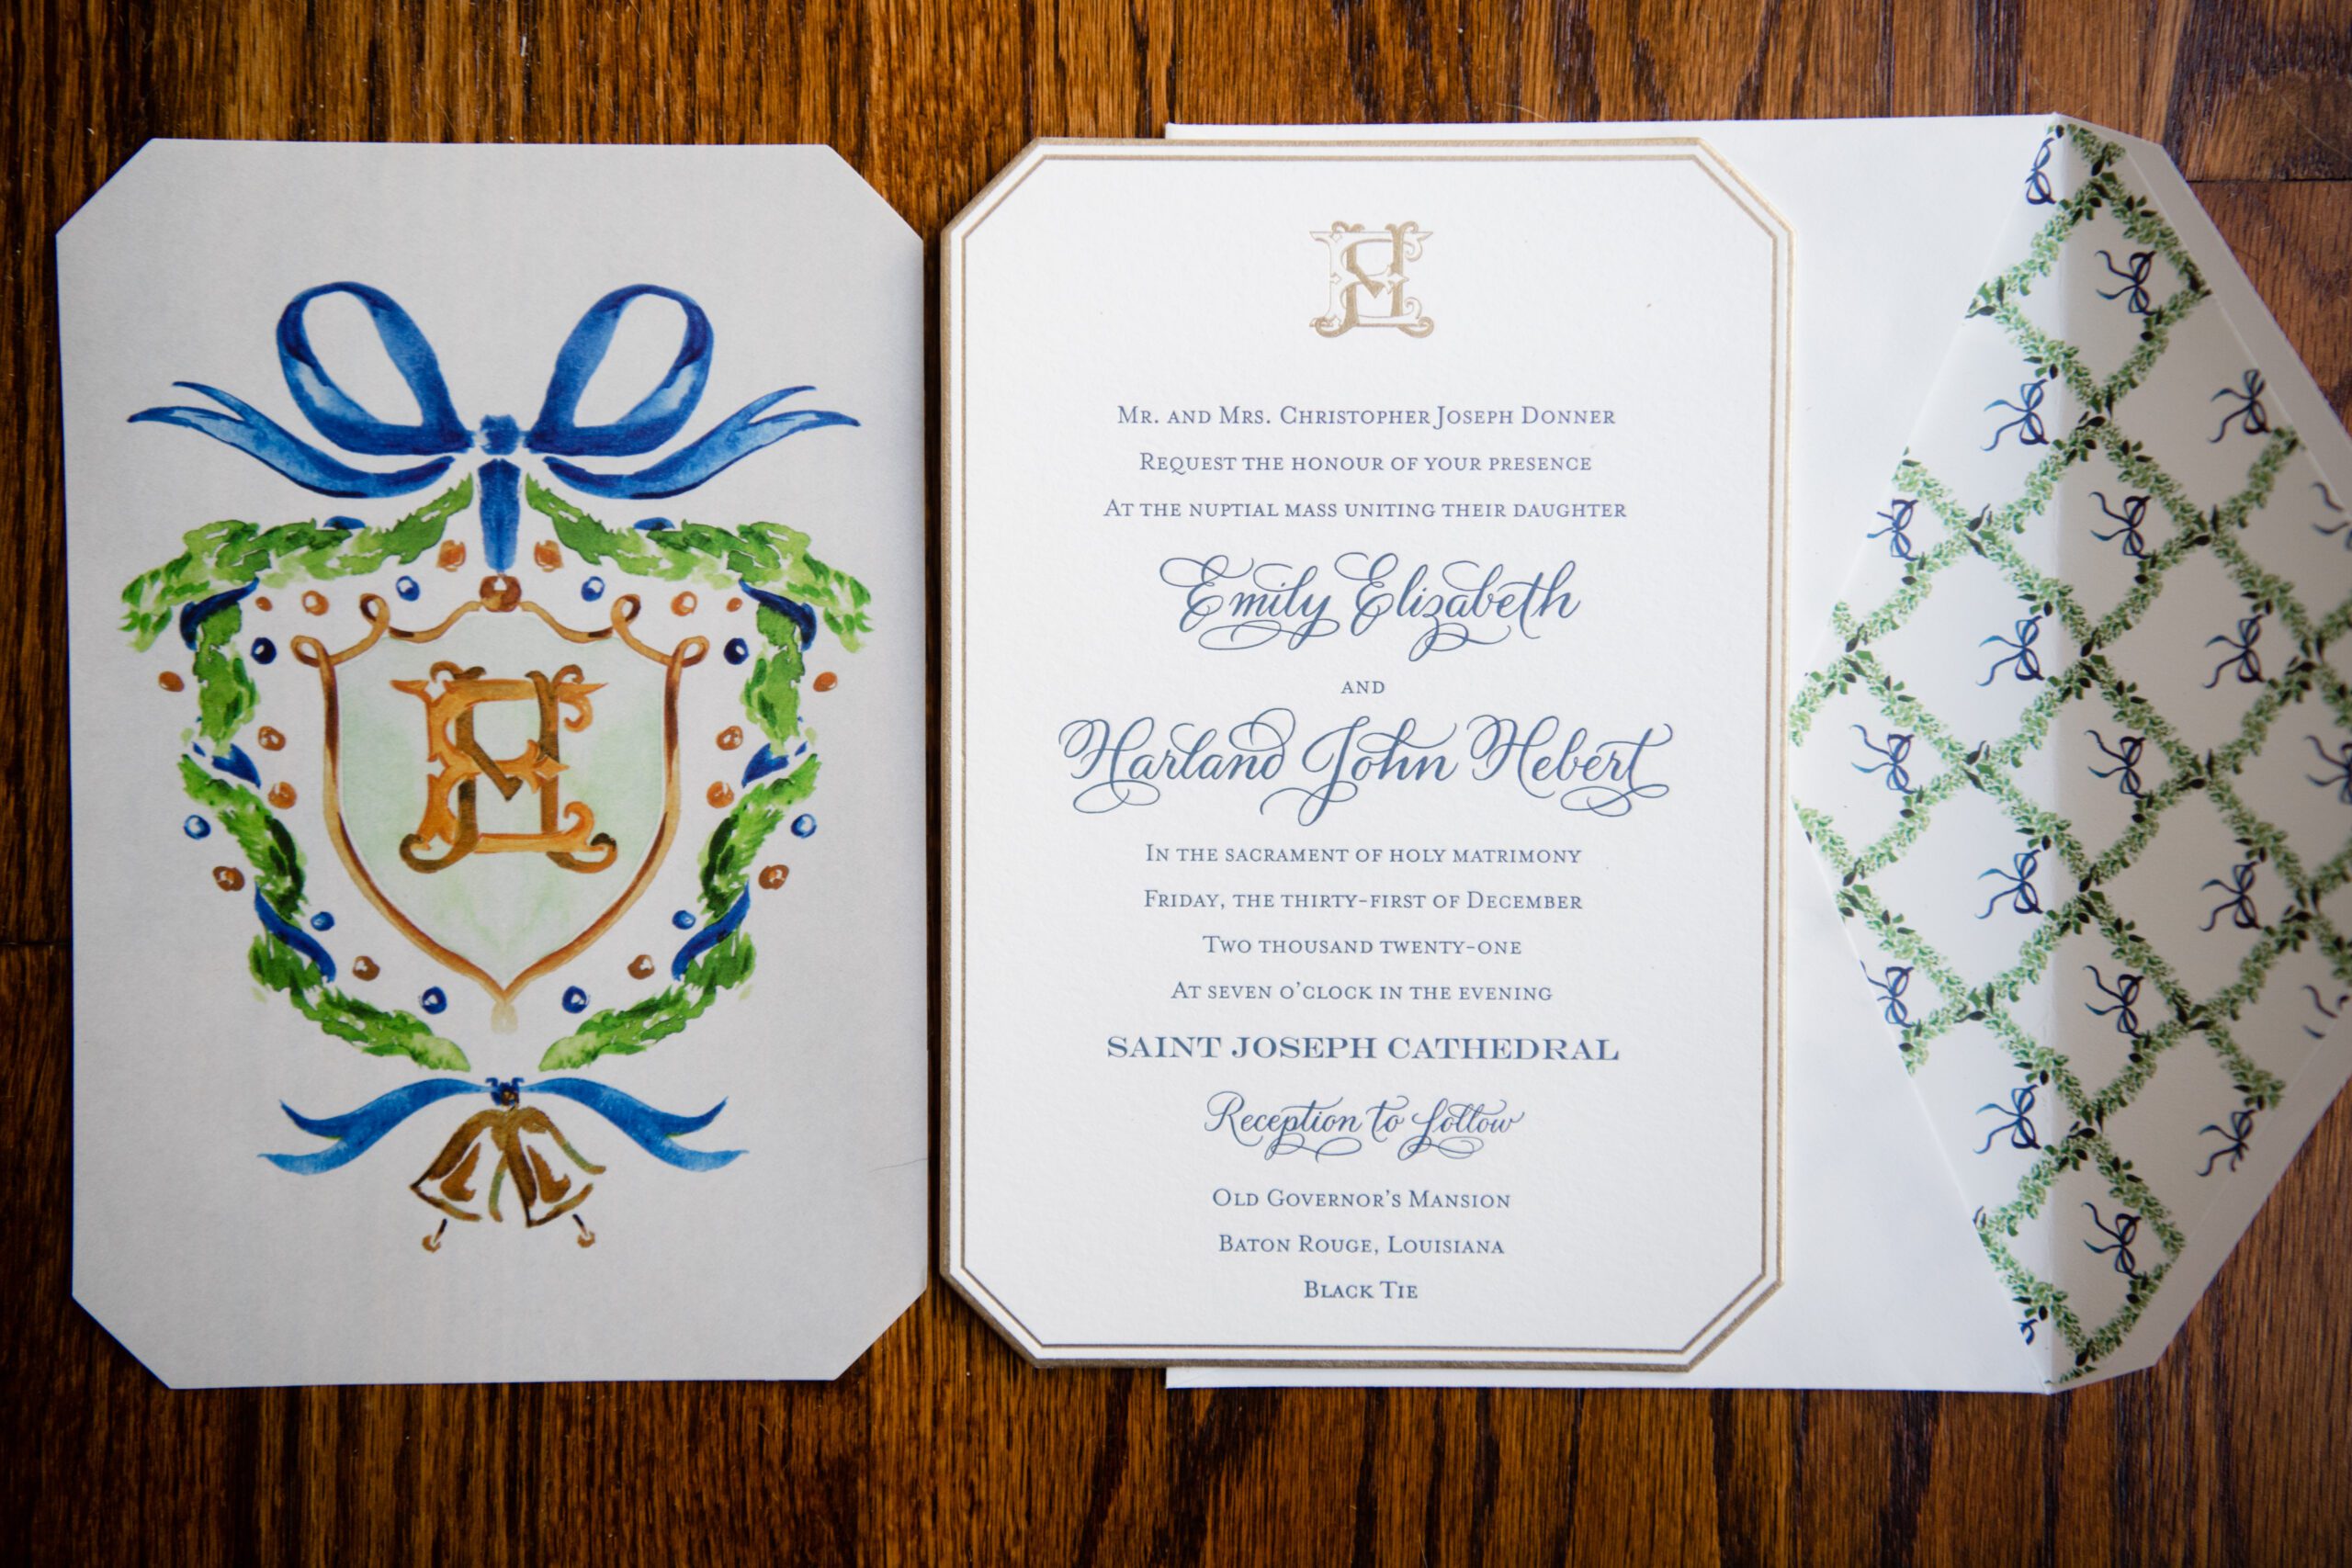 Mr. and Mrs. Christopher Joseph Donner
Request the honour of your presence
At the nuptial mass uniting their daughter
Emily Elizabeth
and
Harland John Hebert
In the sacrament of holy matrimony
Friday, the thirty-first of December
Two thousand twenty-one
At seven o'clock in the evening
SAINT JOSEPH CATHEDRAL
Reception to follow
Old Governor's Mansion
Baton Rouge, Louisiana
Black Tie